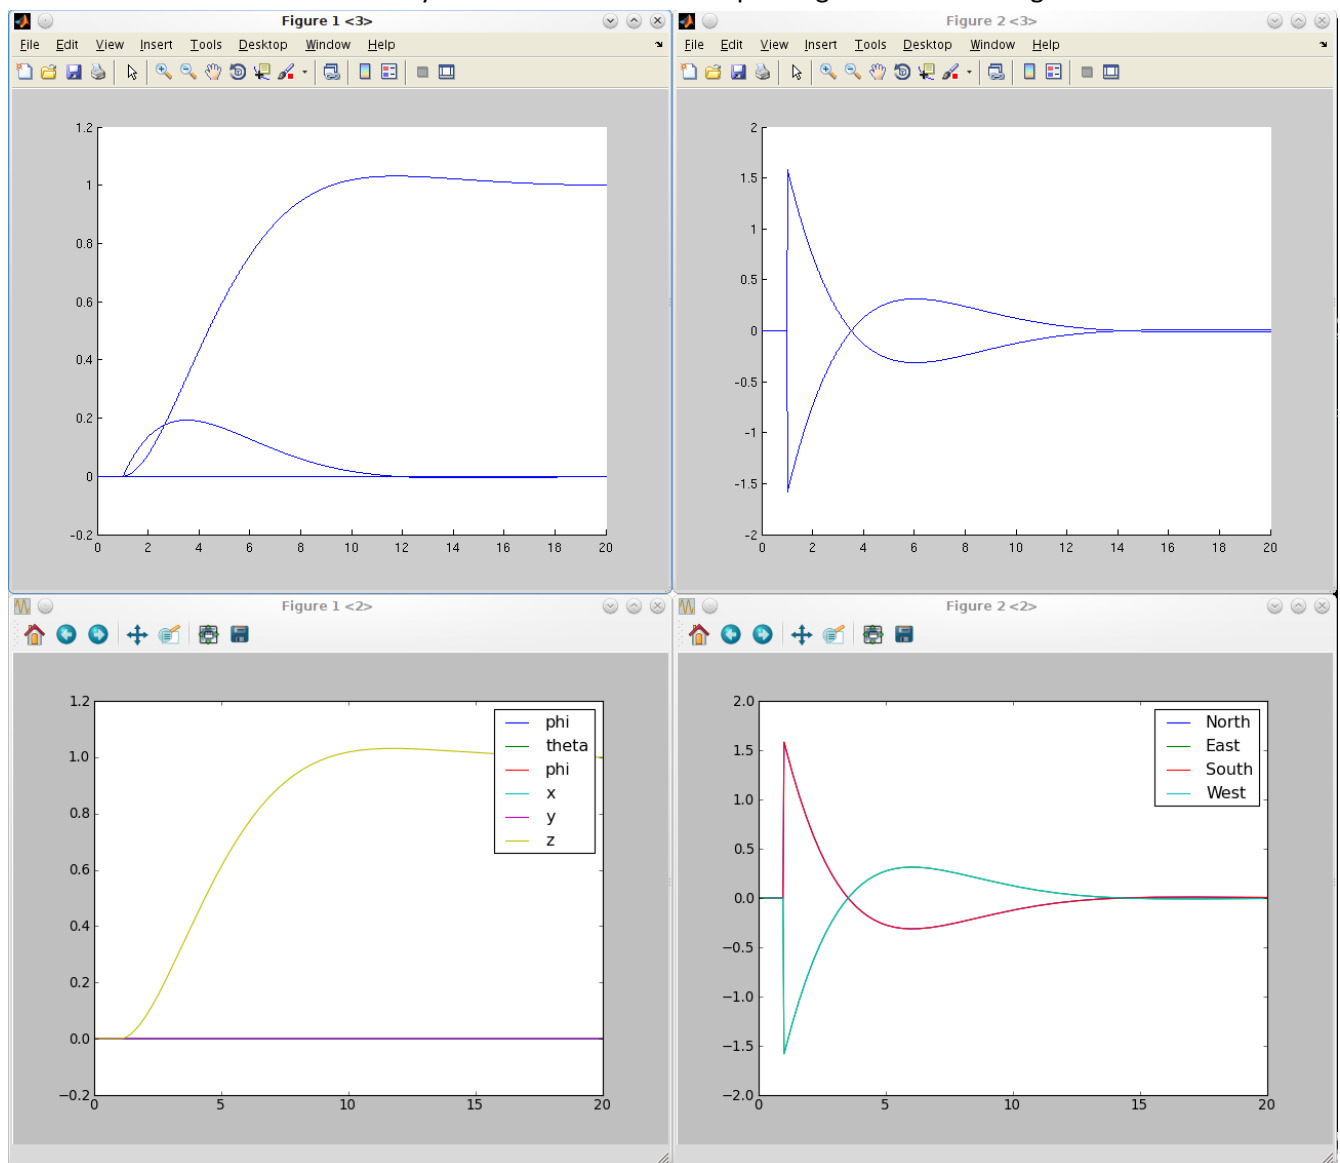 Figure 1 <3>
File Edit View Insert Tools Desktop Window Help
1.2
1
0.8
0.6
0.4
0.2
0
-0.2
0 2 4 6 8 10 12 14 16 18 20
Figure 2 <3>
File Edit View Insert Tools Desktop Window Help
2
1.5
1
0.5
0
-0.5
-1
-1.5
-2
0 2 4 6 8 10 12 14 16 18 20
Figure 1 <2>
1.2
1.0
0.8
0.6
0.4
0.2
0.0
−0.2
0 5 10 15 20
phi
theta
phi
x
y
z
Figure 2 <2>
2.0
1.5
1.0
0.5
0.0
−0.5
−1.0
−1.5
−2.0
0 5 10 15 20
North
East
South
West